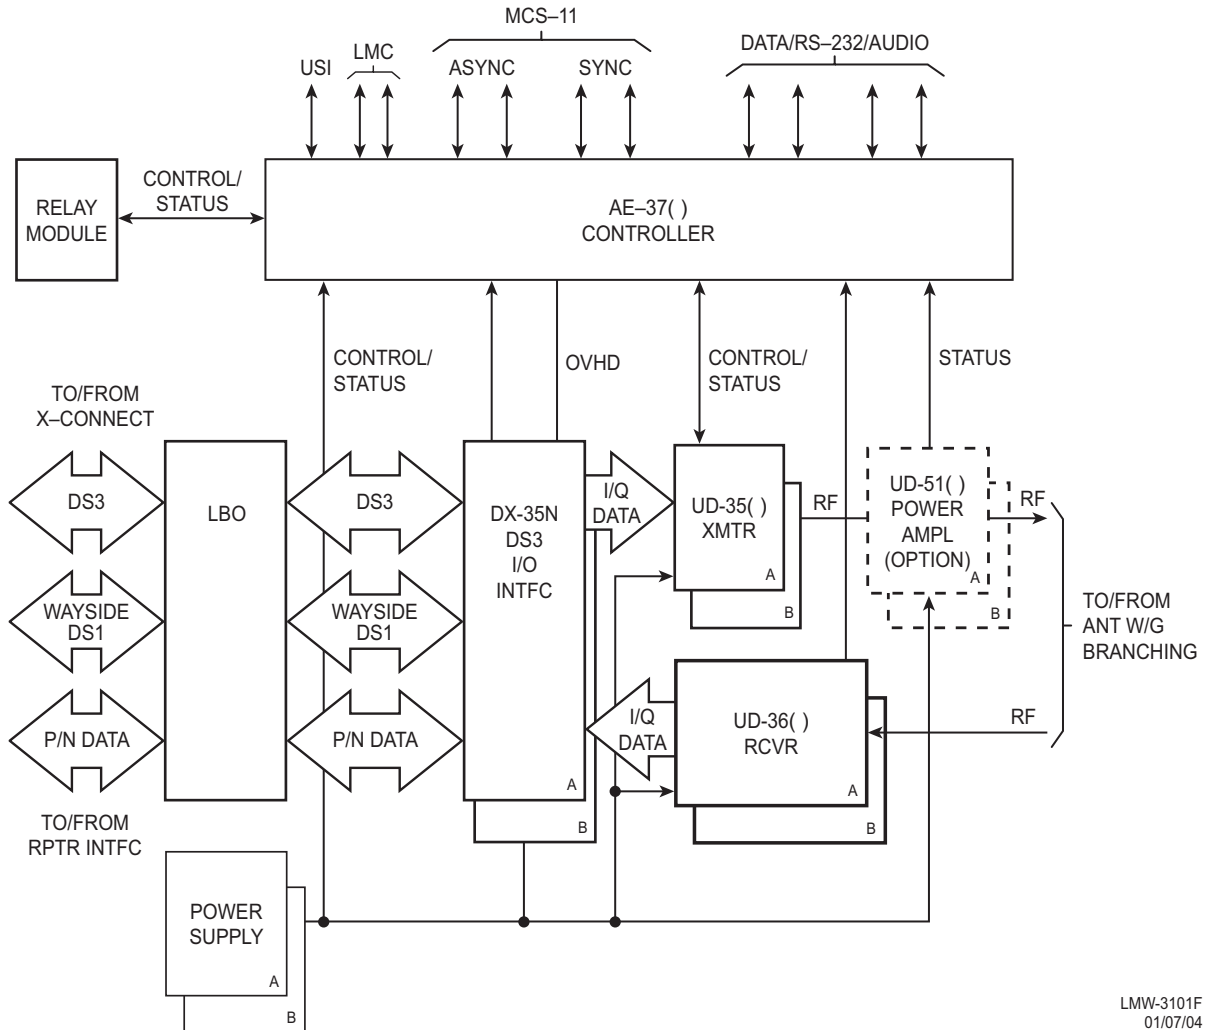 MCS–11
DATA/RS–232/AUDIO
USI
LMC
ASYNC
SYNC
RELAY
MODULE
CONTROL/
STATUS
AE–37( )
CONTROLLER
CONTROL/
STATUS
OVHD
CONTROL/
STATUS
STATUS
TO/FROM
X–CONNECT
DS3
WAYSIDE
DS1
P/N DATA
TO/FROM
RPTR INTFC
LBO
DS3
WAYSIDE
DS1
P/N DATA
DX-35N
DS3
I/O
INTFC
A
B
I/Q
DATA
I/Q
DATA
UD-35( )
XMTR
A
B
RF
UD-51( )
POWER
AMPL
(OPTION)
A
B
RF
TO/FROM
ANT W/G
BRANCHING
UD-36( )
RCVR
A
B
RF
POWER
SUPPLY
A
B
LMW-3101F
01/07/04